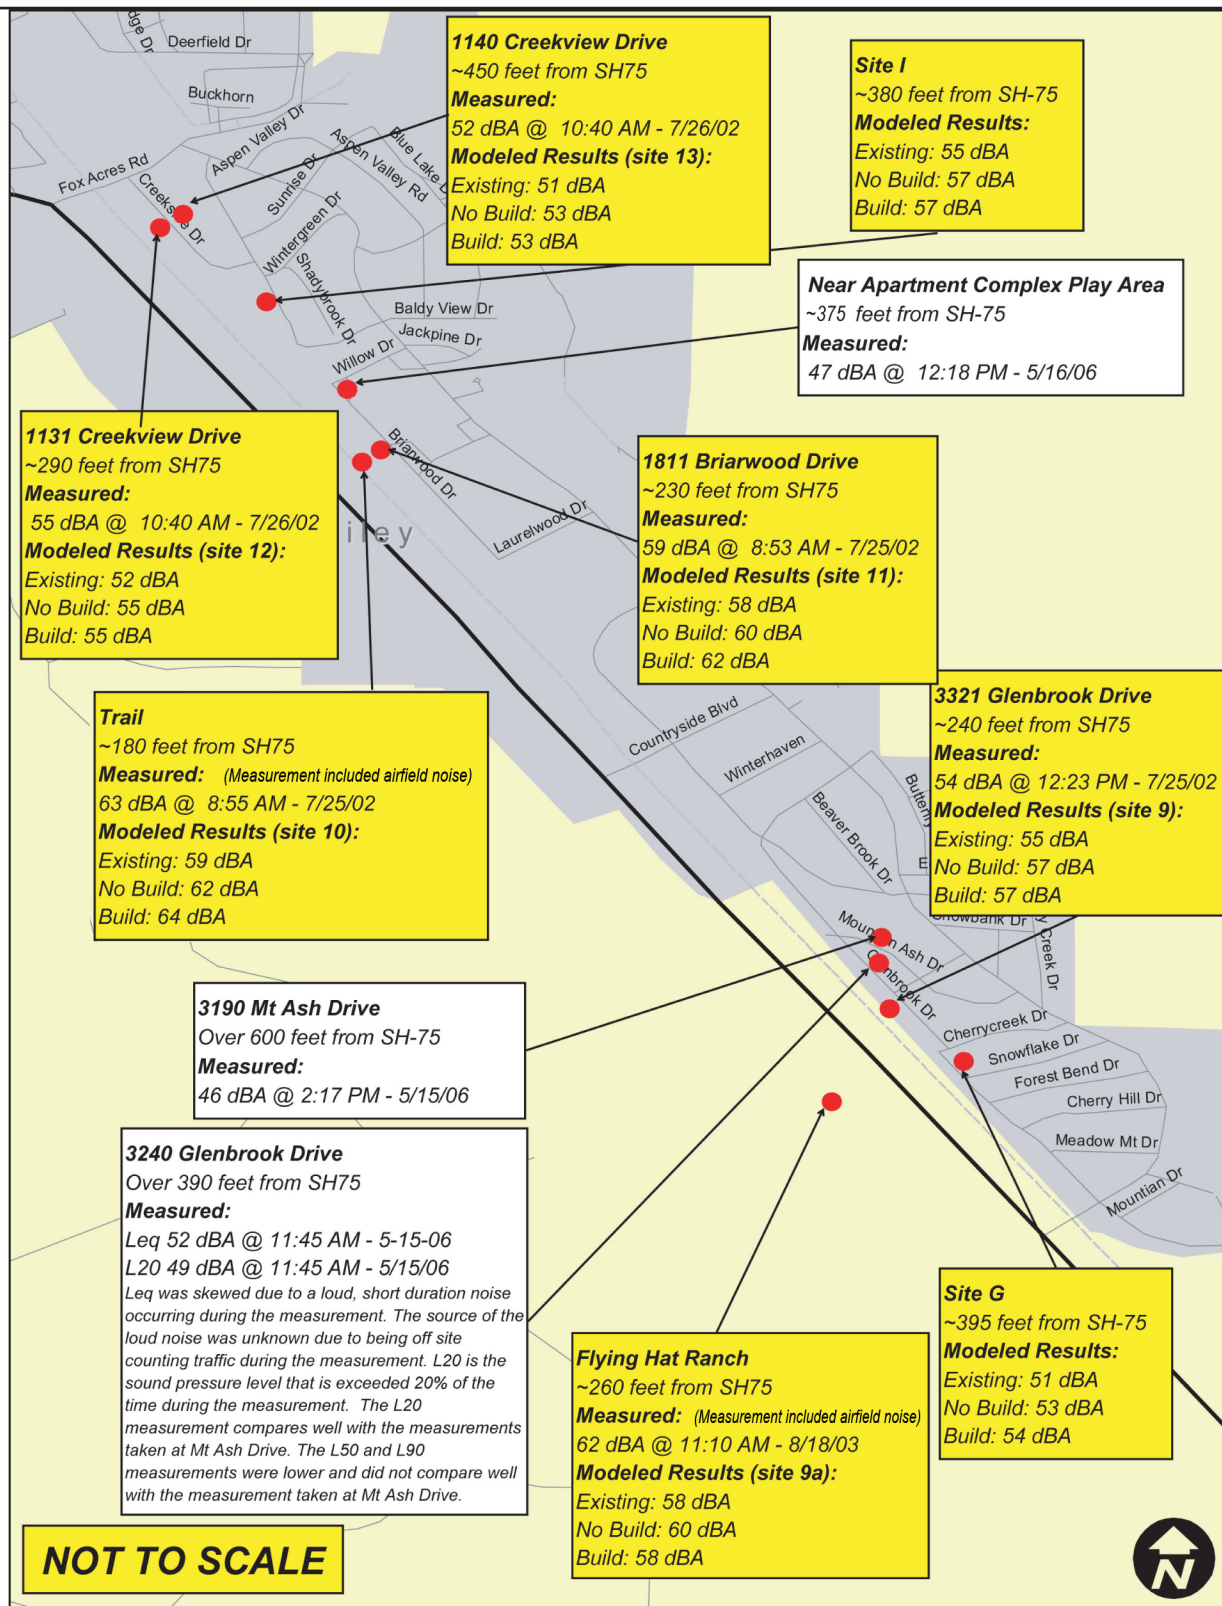 1140 Creekview Drive
~450 feet from SH75
Measured:
52 dBA @ 10:40 AM - 7/26/02
Modeled Results (site 13):
Existing: 51 dBA
No Build: 53 dBA
Build: 53 dBA
Site I
~380 feet from SH-75
Modeled Results:
Existing: 55 dBA
No Build: 57 dBA
Build: 57 dBA
Near Apartment Complex Play Area
~375 feet from SH-75
Measured:
47 dBA @ 12:18 PM - 5/16/06
Deerfield Dr
Buckhorn
Aspen Valley Dr
Aspen Valley Rd
Blue Lake
Fox Acres Rd
Sunrise Dr
Wintergreen Dr
Shadybrook Dr
Baldy View Dr
Jackpine Dr
Willow Dr
Briarwood Dr
Laurelwood Dr
iley
1131 Creekview Drive
~290 feet from SH75
Measured:
55 dBA @ 10:40 AM - 7/26/02
Modeled Results (site 12):
Existing: 52 dBA
No Build: 55 dBA
Build: 55 dBA
1811 Briarwood Drive
~230 feet from SH75
Measured:
59 dBA @ 8:53 AM - 7/25/02
Modeled Results (site 11):
Existing: 58 dBA
No Build: 60 dBA
Build: 62 dBA
Trail
~180 feet from SH75
Measured: (Measurement included airfield noise)
63 dBA @ 8:55 AM - 7/25/02
Modeled Results (site 10):
Existing: 59 dBA
No Build: 62 dBA
Build: 64 dBA
3321 Glenbrook Drive
~240 feet from SH75
Measured:
54 dBA @ 12:23 PM - 7/25/02
Modeled Results (site 9):
Existing: 55 dBA
No Build: 57 dBA
Build: 57 dBA
Countryside Blvd
Winterhaven
Beaver Brook Dr
Creek Dr
Cherrycreek Dr
Snowflake Dr
Forest Bend Dr
Cherry Hill Dr
Meadow Mt Dr
Mountian Dr
3190 Mt Ash Drive
Over 600 feet from SH-75
Measured:
46 dBA @ 2:17 PM - 5/15/06
3240 Glenbrook Drive
Over 390 feet from SH75
Measured:
Leq 52 dBA @ 11:45 AM - 5-15-06
L20 49 dBA @ 11:45 AM - 5/15/06
Leq was skewed due to a loud, short duration noise
occurring during the measurement. The source of the
loud noise was unknown due to being off site
counting traffic during the measurement. L20 is the
sound pressure level that is exceeded 20% of the
time during the measurement. The L20
measurement compares well with the measurements
taken at Mt Ash Drive. The L50 and L90
measurements were lower and did not compare well
with the measurement taken at Mt Ash Drive.
Flying Hat Ranch
~260 feet from SH75
Measured: (Measurement included airfield noise)
62 dBA @ 11:10 AM - 8/18/03
Modeled Results (site 9a):
Existing: 58 dBA
No Build: 60 dBA
Build: 58 dBA
Site G
~395 feet from SH-75
Modeled Results:
Existing: 51 dBA
No Build: 53 dBA
Build: 54 dBA
NOT TO SCALE
N